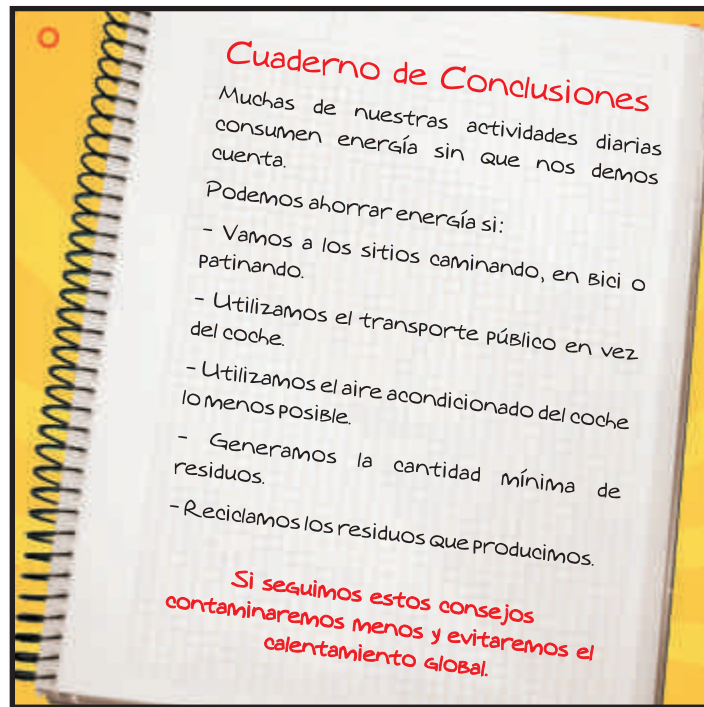 Cuaderno de Conclusiones
Muchas de nuestras actividades diarias
consumen energía sin que nos demos
cuenta.
Podemos ahorrar energía si:
- Vamos a los sitios caminando, en bici o
patinando.
- Utilizamos el transporte público en vez
del coche.
- Utilizamos el aire acondicionado del coche
lo menos posible.
- Generamos la cantidad mínima de
residuos.
- Reciclamos los residuos que producimos.
Si seguimos estos consejos
contaminaremos menos y evitaremos el
calentamiento global.